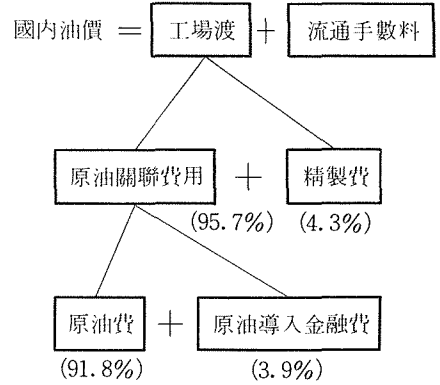 國内油價 = 工場渡 + 流通手數料
原油關聯費用 + 精製費
(95.7%) (4.3%)
原油費 + 原油導入金融費
(91.8%) (3.9%)